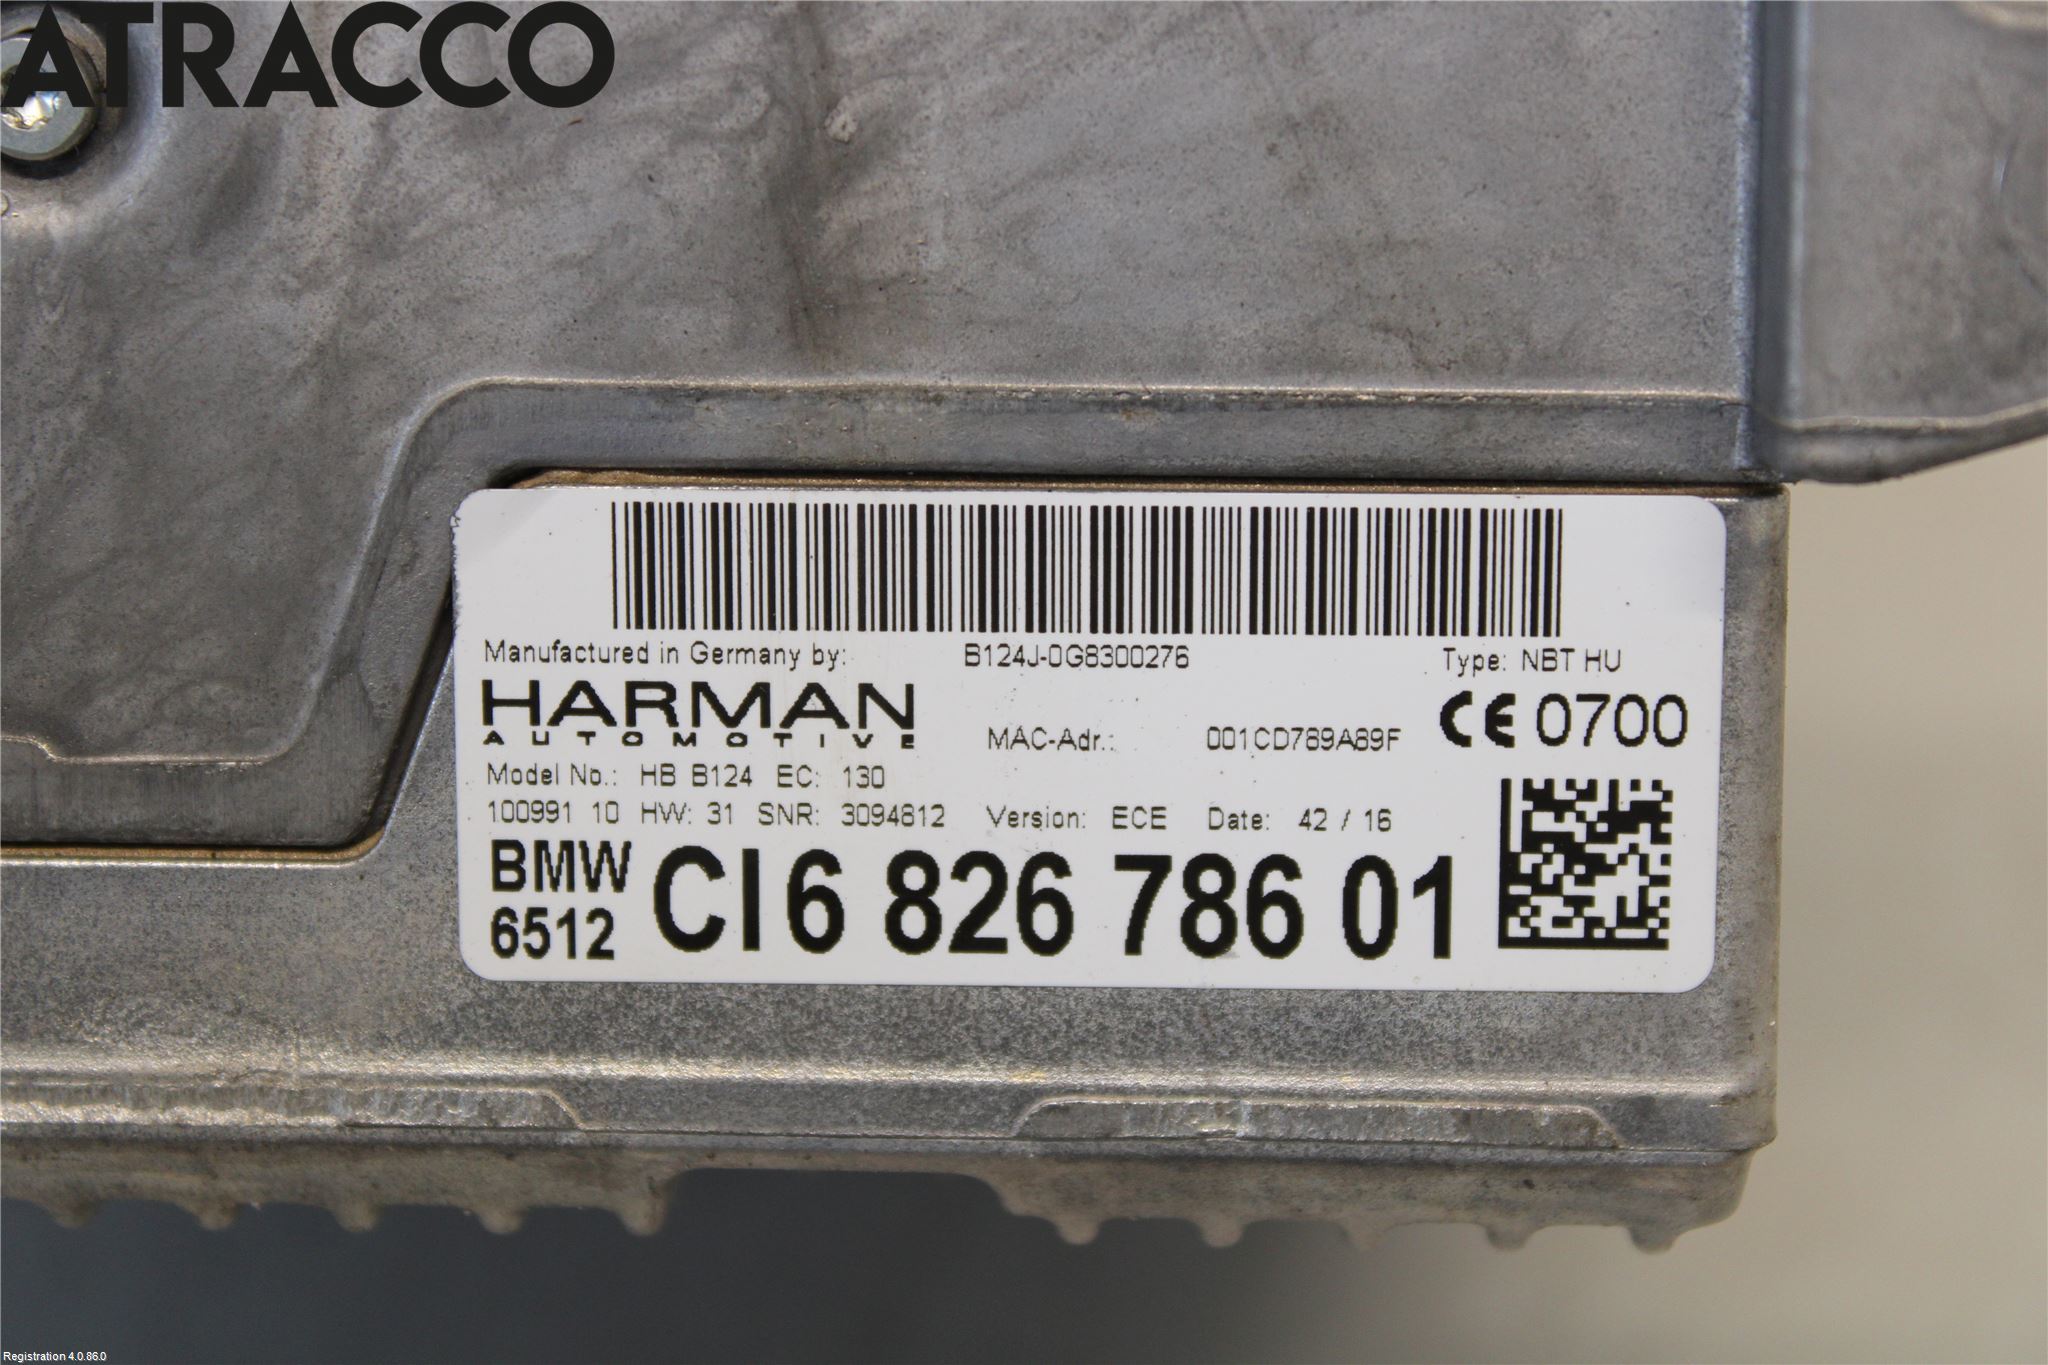 ATRACCO
Manufactured in Germany by: B124J-0G8300276 Type: NBT HU
HARMAN
AUTOMOTIVE
MAC-Adr.: 001CD789A89F CE 0700
Model No.: HB B124 EC: 130
100991 10 HW: 31 SNR: 3094812 Version: ECE Date: 42 / 16
BMW
6512
CI6 826 786 01
Registration 4.0.86.0